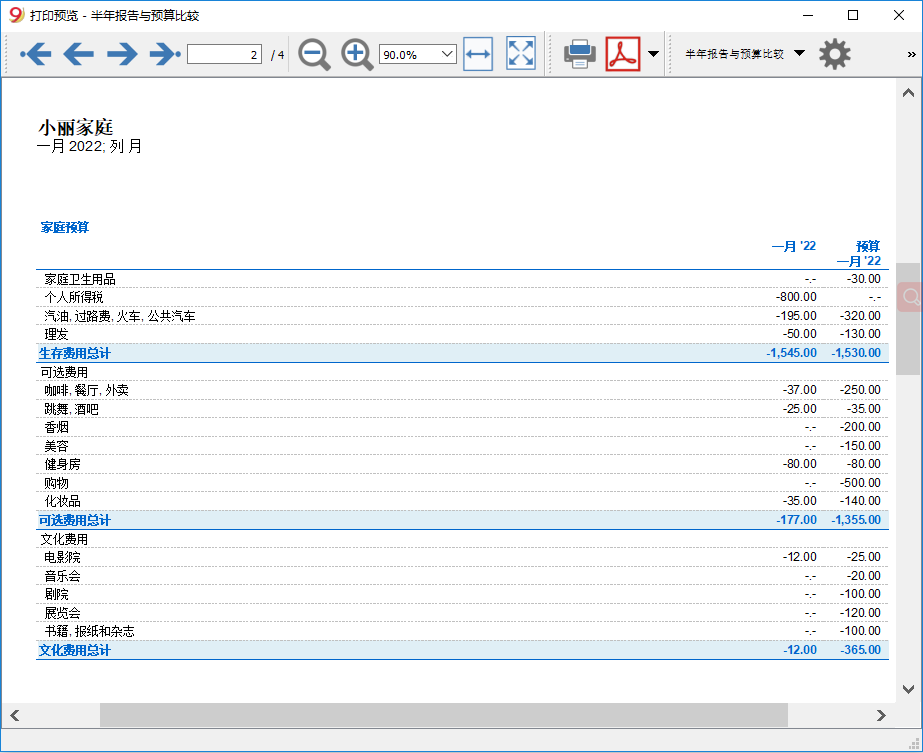 打印预览 - 半年报告与预算比较
2 / 4 90.0% 半年报告与预算比较 »
小丽家庭
一月 2022; 列 月
家庭预算
一月 '22 预算
一月 '22
家庭卫生用品 -.- -30.00
个人所得税 -800.00 -.-
汽油, 过路费, 火车, 公共汽车 -195.00 -320.00
理发 -50.00 -130.00
生存费用总计 -1,545.00 -1,530.00
可选费用
咖啡, 餐厅, 外卖 -37.00 -250.00
跳舞, 酒吧 -25.00 -35.00
香烟 -.- -200.00
美容 -.- -150.00
健身房 -80.00 -80.00
购物 -.- -500.00
化妆品 -35.00 -140.00
可选费用总计 -177.00 -1,355.00
文化费用
电影院 -12.00 -25.00
音乐会 -.- -20.00
剧院 -.- -100.00
展览会 -.- -120.00
书籍, 报纸和杂志 -.- -100.00
文化费用总计 -12.00 -365.00